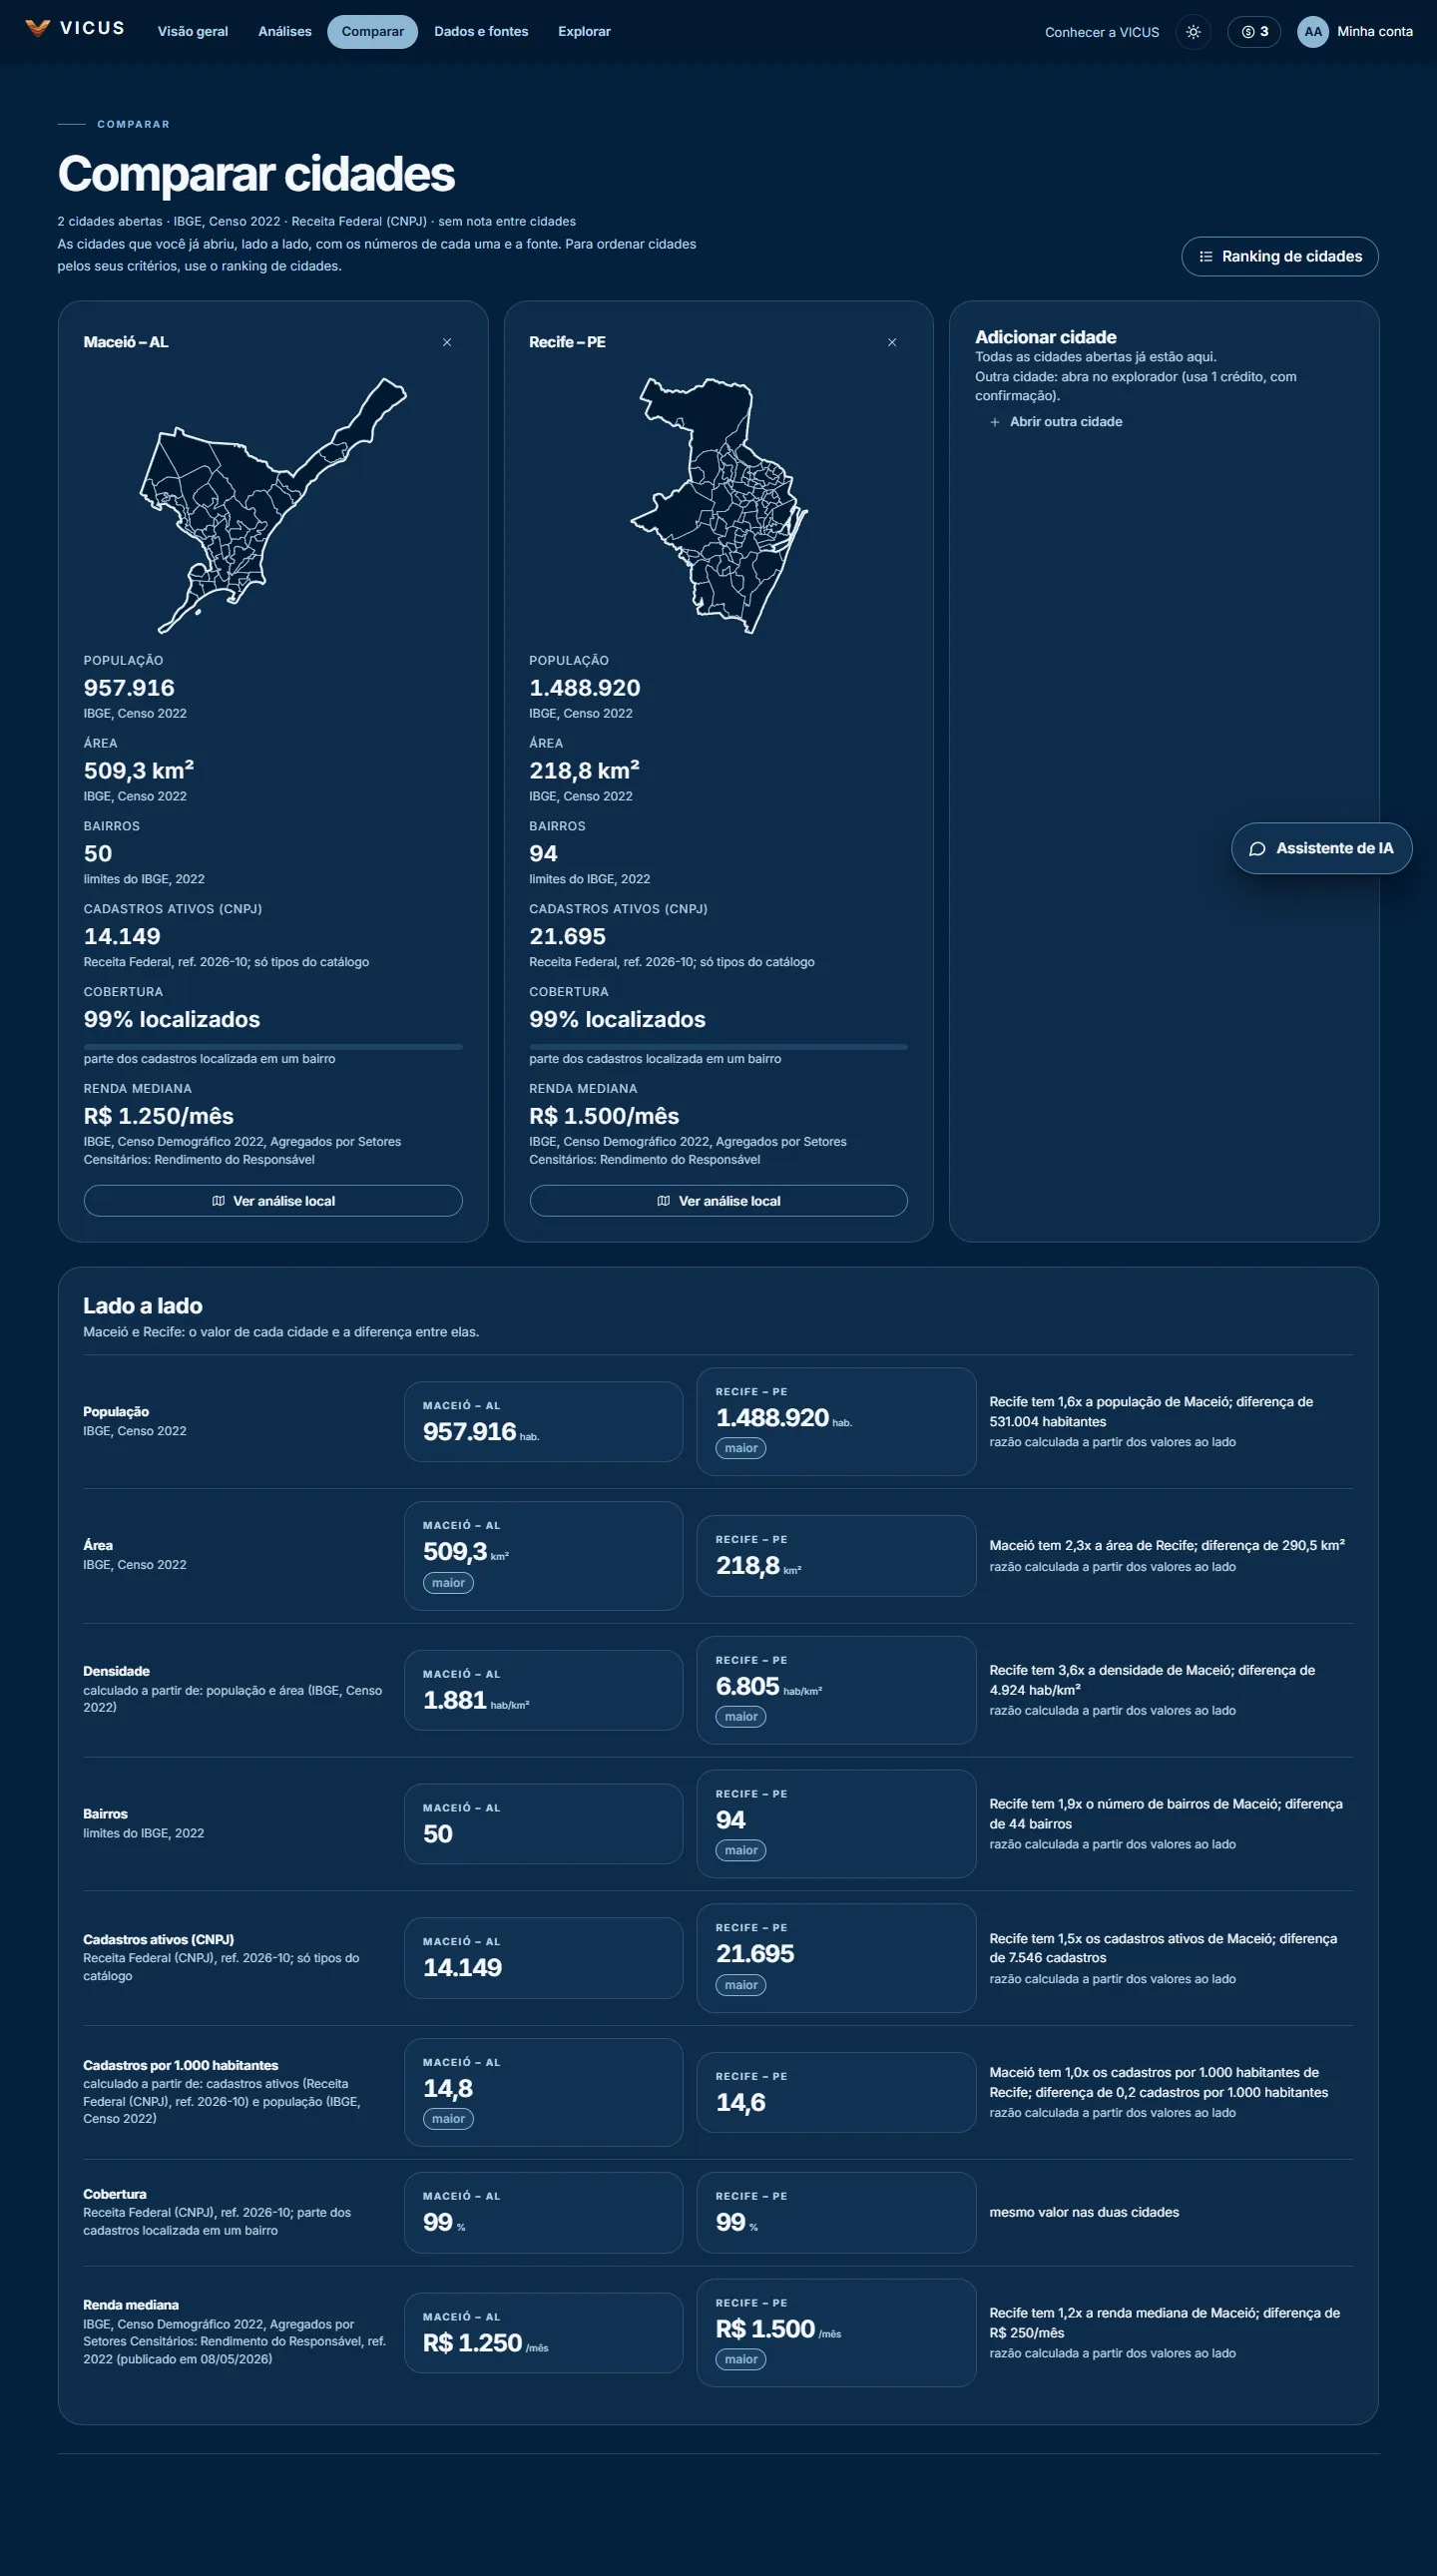 VICUS
Visão geral
Análises
Comparar
Dados e fontes
Explorar
Conhecer a VICUS
3
AA
Minha conta
COMPARAR
Comparar cidades
2 cidades abertas · IBGE, Censo 2022 · Receita Federal (CNPJ) · sem nota entre cidades
As cidades que você já abriu, lado a lado, com os números de cada uma e a fonte. Para ordenar cidades
pelos seus critérios, use o ranking de cidades.
Ranking de cidades
Maceió – AL
POPULAÇÃO
957.916
IBGE, Censo 2022
ÁREA
509,3 km²
IBGE, Censo 2022
BAIRROS
50
limites do IBGE, 2022
CADASTROS ATIVOS (CNPJ)
14.149
Receita Federal, ref. 2026-10; só tipos do catálogo
COBERTURA
99% localizados
parte dos cadastros localizada em um bairro
RENDA MEDIANA
R$ 1.250/mês
IBGE, Censo Demográfico 2022, Agregados por Setores
Censitários: Rendimento do Responsável
Ver análise local
Recife – PE
POPULAÇÃO
1.488.920
IBGE, Censo 2022
ÁREA
218,8 km²
IBGE, Censo 2022
BAIRROS
94
limites do IBGE, 2022
CADASTROS ATIVOS (CNPJ)
21.695
Receita Federal, ref. 2026-10; só tipos do catálogo
COBERTURA
99% localizados
parte dos cadastros localizada em um bairro
RENDA MEDIANA
R$ 1.500/mês
IBGE, Censo Demográfico 2022, Agregados por Setores
Censitários: Rendimento do Responsável
Ver análise local
Adicionar cidade
Todas as cidades abertas já estão aqui.
Outra cidade: abra no explorador (usa 1 crédito, com
confirmação).
Abrir outra cidade
Assistente de IA
Lado a lado
Maceió e Recife: o valor de cada cidade e a diferença entre elas.
População
IBGE, Censo 2022
MACEIÓ – AL
957.916 hab.
RECIFE – PE
1.488.920 hab.
maior
Recife tem 1,6x a população de Maceió; diferença de
531.004 habitantes
razão calculada a partir dos valores ao lado
Área
IBGE, Censo 2022
MACEIÓ – AL
509,3 km²
maior
RECIFE – PE
218,8 km²
Maceió tem 2,3x a área de Recife; diferença de 290,5 km²
razão calculada a partir dos valores ao lado
Densidade
calculado a partir de: população e área (IBGE, Censo
2022)
MACEIÓ – AL
1.881 hab/km²
RECIFE – PE
6.805 hab/km²
maior
Recife tem 3,6x a densidade de Maceió; diferença de
4.924 hab/km²
razão calculada a partir dos valores ao lado
Bairros
limites do IBGE, 2022
MACEIÓ – AL
50
RECIFE – PE
94
maior
Recife tem 1,9x o número de bairros de Maceió; diferença
de 44 bairros
razão calculada a partir dos valores ao lado
Cadastros ativos (CNPJ)
Receita Federal (CNPJ), ref. 2026-10; só tipos do
catálogo
MACEIÓ – AL
14.149
RECIFE – PE
21.695
maior
Recife tem 1,5x os cadastros ativos de Maceió; diferença
de 7.546 cadastros
razão calculada a partir dos valores ao lado
Cadastros por 1.000 habitantes
calculado a partir de: cadastros ativos (Receita
Federal (CNPJ), ref. 2026-10) e população (IBGE,
Censo 2022)
MACEIÓ – AL
14,8
maior
RECIFE – PE
14,6
Maceió tem 1,0x os cadastros por 1.000 habitantes de
Recife; diferença de 0,2 cadastros por 1.000 habitantes
razão calculada a partir dos valores ao lado
Cobertura
Receita Federal (CNPJ), ref. 2026-10; parte dos
cadastros localizada em um bairro
MACEIÓ – AL
99 %
RECIFE – PE
99 %
mesmo valor nas duas cidades
Renda mediana
IBGE, Censo Demográfico 2022, Agregados por
Setores Censitários: Rendimento do Responsável, ref.
2022 (publicado em 08/05/2026)
MACEIÓ – AL
R$ 1.250 /mês
RECIFE – PE
R$ 1.500 /mês
maior
Recife tem 1,2x a renda mediana de Maceió; diferença de
R$ 250/mês
razão calculada a partir dos valores ao lado